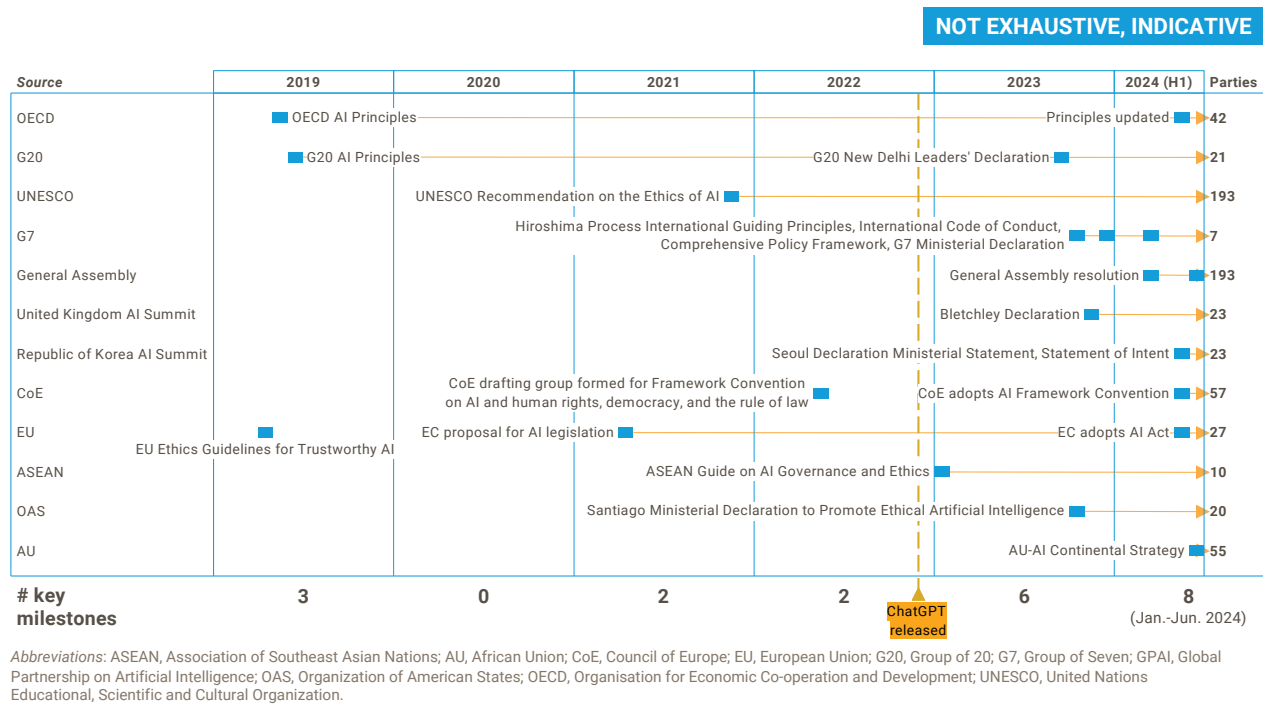 NOT EXHAUSTIVE, INDICATIVE
Source 2019 2020 2021 2022 2023 2024 (H1) Parties
OECD OECD AI Principles Principles updated 42
G20 G20 AI Principles G20 New Delhi Leaders' Declaration 21
UNESCO UNESCO Recommendation on the Ethics of AI 193
G7 Hiroshima Process International Guiding Principles, International Code of Conduct,
Comprehensive Policy Framework, G7 Ministerial Declaration 7
General Assembly General Assembly resolution 193
United Kingdom AI Summit Bletchley Declaration 23
Republic of Korea AI Summit Seoul Declaration Ministerial Statement, Statement of Intent 23
CoE CoE drafting group formed for Framework Convention
on AI and human rights, democracy, and the rule of law CoE adopts AI Framework Convention 57
EU EC proposal for AI legislation EC adopts AI Act 27
EU Ethics Guidelines for Trustworthy AI
ASEAN ASEAN Guide on AI Governance and Ethics 10
OAS Santiago Ministerial Declaration to Promote Ethical Artificial Intelligence 20
AU AU-AI Continental Strategy 55
# key
milestones 3 0 2 2 6 8
(Jan.-Jun. 2024)
ChatGPT
released
Abbreviations: ASEAN, Association of Southeast Asian Nations; AU, African Union; CoE, Council of Europe; EU, European Union; G20, Group of 20; G7, Group of Seven; GPAI, Global
Partnership on Artificial Intelligence; OAS, Organization of American States; OECD, Organisation for Economic Co-operation and Development; UNESCO, United Nations
Educational, Scientific and Cultural Organization.